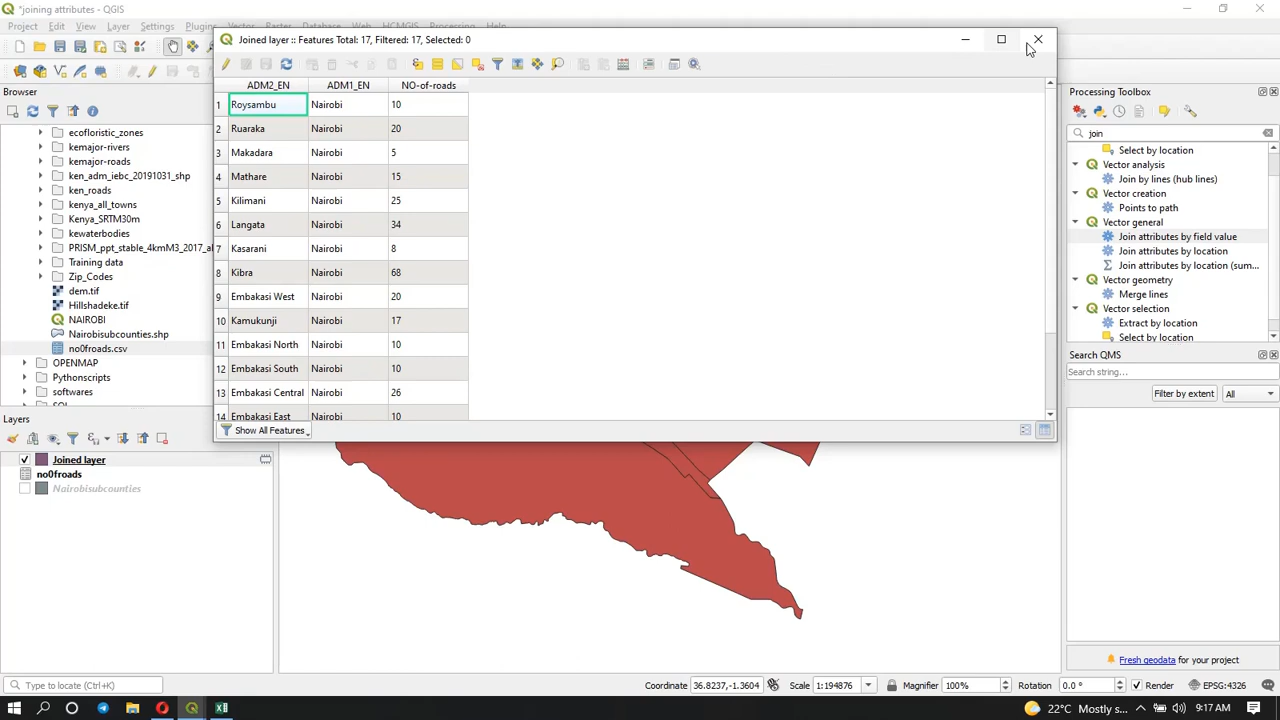 *joining attributes - QGIS
Project Edit View Layer Settings Plugins Vector Raster Database HCMGIS Mesh Processing Help
Joined layer :: Features Total: 17, Filtered: 17, Selected: 0
ADM2_EN ADM1_EN NO-of-roads
1 Roysambu Nairobi 10
2 Ruaraka Nairobi 20
3 Makadara Nairobi 5
4 Mathare Nairobi 15
5 Kilimani Nairobi 25
6 Langata Nairobi 34
7 Kasarani Nairobi 8
8 Kibra Nairobi 68
9 Embakasi West Nairobi 20
10 Kamukunji Nairobi 17
11 Embakasi North Nairobi 10
12 Embakasi South Nairobi 10
13 Embakasi Central Nairobi 26
14 Embakasi East Nairobi 10
Show All Features
Browser
ecofloristic_zones
kemajor-rivers
kemajor-roads
ken_adm_iebc_20191031_shp
ken_roads
kenya_all_towns
Kenya_SRTM30m
kewaterbodies
PRISM_ppt_stable_4kmM3_2017_al
Training data
Zip_Codes
dem.tif
Hillshadeke.tif
NAIROBI
Nairobisubcounties.shp
no0froads.csv
OPENMAP
Pythonscripts
softwares
Layers
Joined layer
no0froads
Nairobisubcounties
Processing Toolbox
join
Select by location
Vector analysis
Join by lines (hub lines)
Vector creation
Points to path
Vector general
Join attributes by field value
Join attributes by location
Join attributes by location (sum...
Vector geometry
Merge lines
Vector selection
Extract by location
Select by location
Search QMS
Search string...
Filter by extent All
Fresh geodata for your project
Type to locate (Ctrl+K) Coordinate 36.8237,-1.3604 Scale 1:194876 Magnifier 100% Rotation 0.0 ° Render EPSG:4326
22°C Mostly s... 9:17 AM